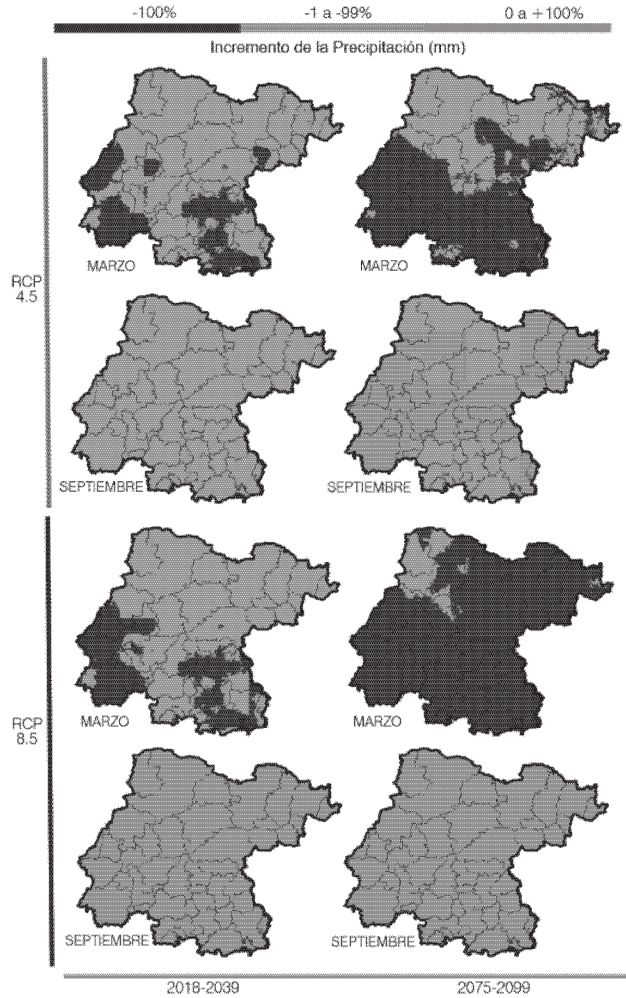 -100% -1 a -99% 0 a +100%
Incremento de la Precipitación (mm)
RCP
4.5
MARZO MARZO
SEPTIEMBRE SEPTIEMBRE
RCP
8.5
MARZO MARZO
SEPTIEMBRE SEPTIEMBRE
2018-2039 2075-2099